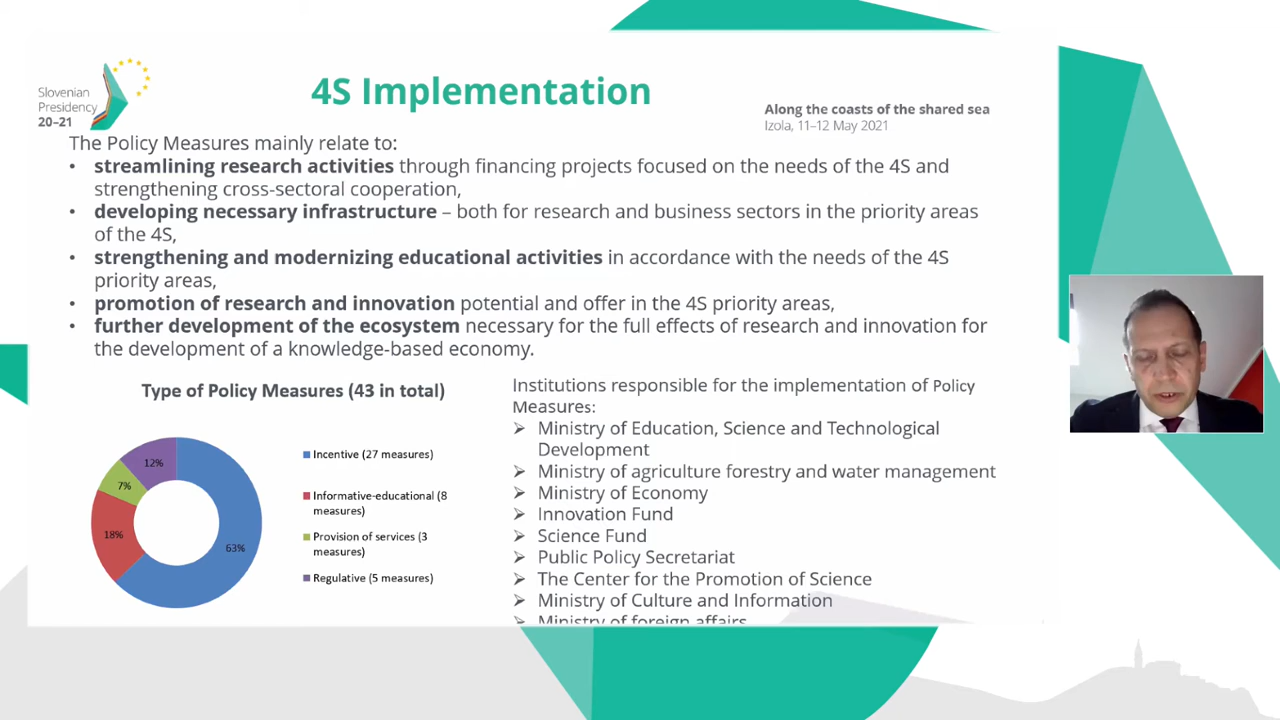 Slovenian
Presidency
20–21
4S Implementation
Along the coasts of the shared sea
Izola, 11–12 May 2021
The Policy Measures mainly relate to:
• streamlining research activities through financing projects focused on the needs of the 4S and
strengthening cross-sectoral cooperation,
• developing necessary infrastructure – both for research and business sectors in the priority areas
of the 4S,
• strengthening and modernizing educational activities in accordance with the needs of the 4S
priority areas,
• promotion of research and innovation potential and offer in the 4S priority areas,
• further development of the ecosystem necessary for the full effects of research and innovation for
the development of a knowledge-based economy.
Type of Policy Measures (43 in total)
12%
7%
18%
63%
Incentive (27 measures)
Informative-educational (8
measures)
Provision of services (3
measures)
Regulative (5 measures)
Institutions responsible for the implementation of Policy
Measures:
➢ Ministry of Education, Science and Technological
Development
➢ Ministry of agriculture forestry and water management
➢ Ministry of Economy
➢ Innovation Fund
➢ Science Fund
➢ Public Policy Secretariat
➢ The Center for the Promotion of Science
➢ Ministry of Culture and Information
➢ Ministry of foreign affairs